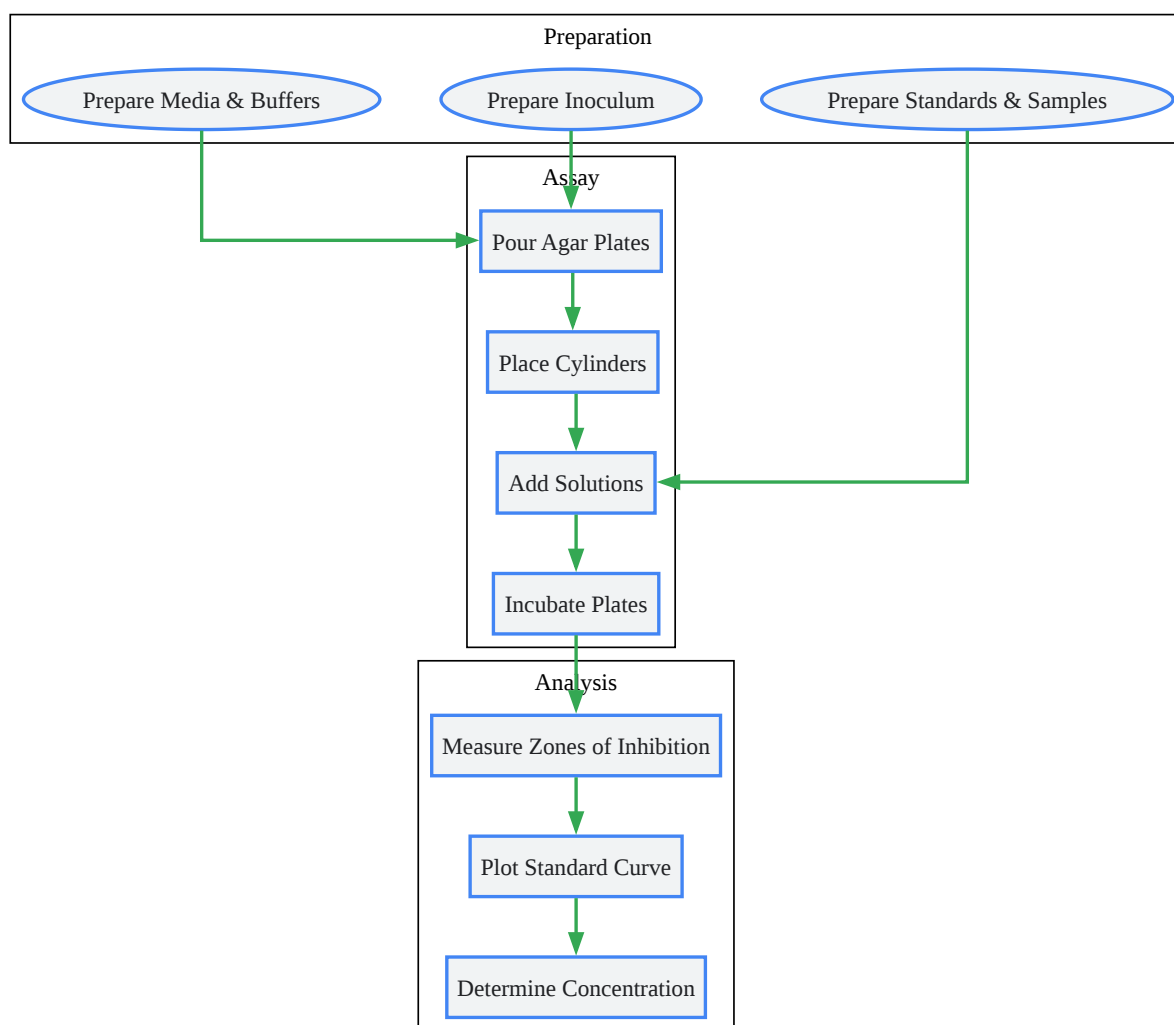 Preparation
Prepare Media & Buffers
Prepare Inoculum
Prepare Standards & Samples
Assay
Pour Agar Plates
Place Cylinders
Add Solutions
Incubate Plates
Analysis
Measure Zones of Inhibition
Plot Standard Curve
Determine Concentration